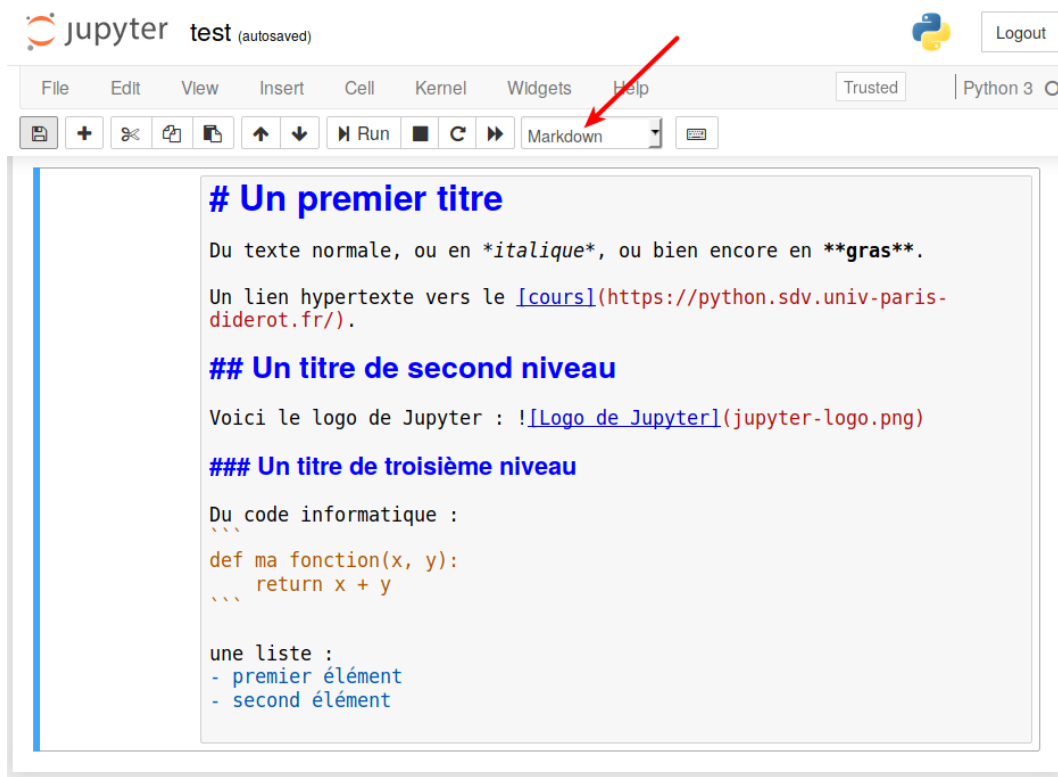 jupyter test (autosaved) Logout
File Edit View Insert Cell Kernel Widgets Help Trusted Python 3
Run Markdown
# Un premier titre
Du texte normale, ou en *italique*, ou bien encore en **gras**.
Un lien hypertexte vers le [cours](https://python.sdv.univ-paris-
diderot.fr/).
## Un titre de second niveau
Voici le logo de Jupyter : ![Logo de Jupyter](jupyter-logo.png)
### Un titre de troisième niveau
Du code informatique :
```
def ma fonction(x, y):
    return x + y
```
une liste :
- premier élément
- second élément